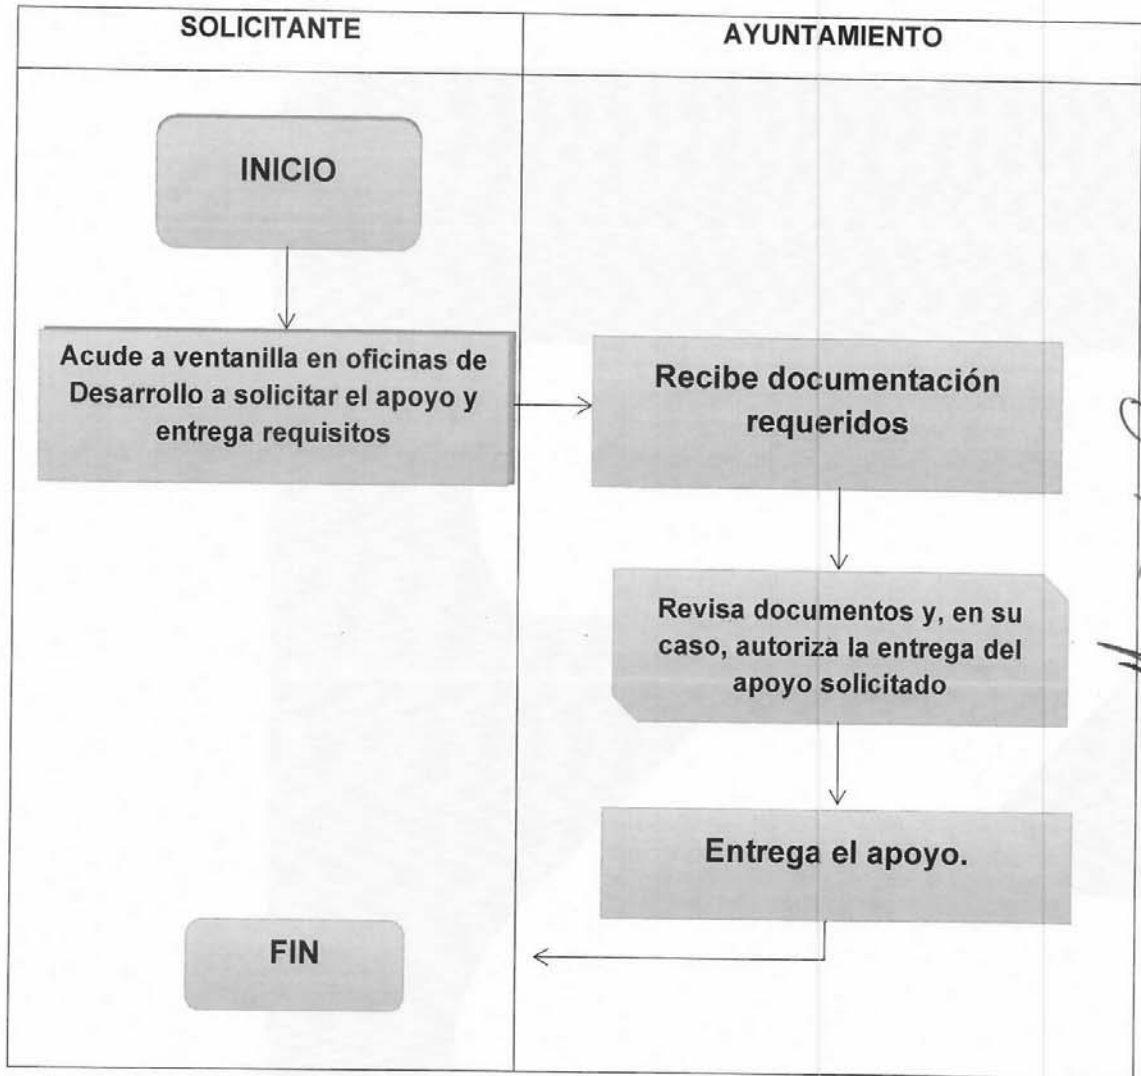 SOLICITANTE
AYUNTAMIENTO
INICIO
Acude a ventanilla en oficinas de
Desarrollo a solicitar el apoyo y
entrega requisitos
Recibe documentación
requeridos
Revisa documentos y, en su
caso, autoriza la entrega del
apoyo solicitado
Entrega el apoyo.
FIN